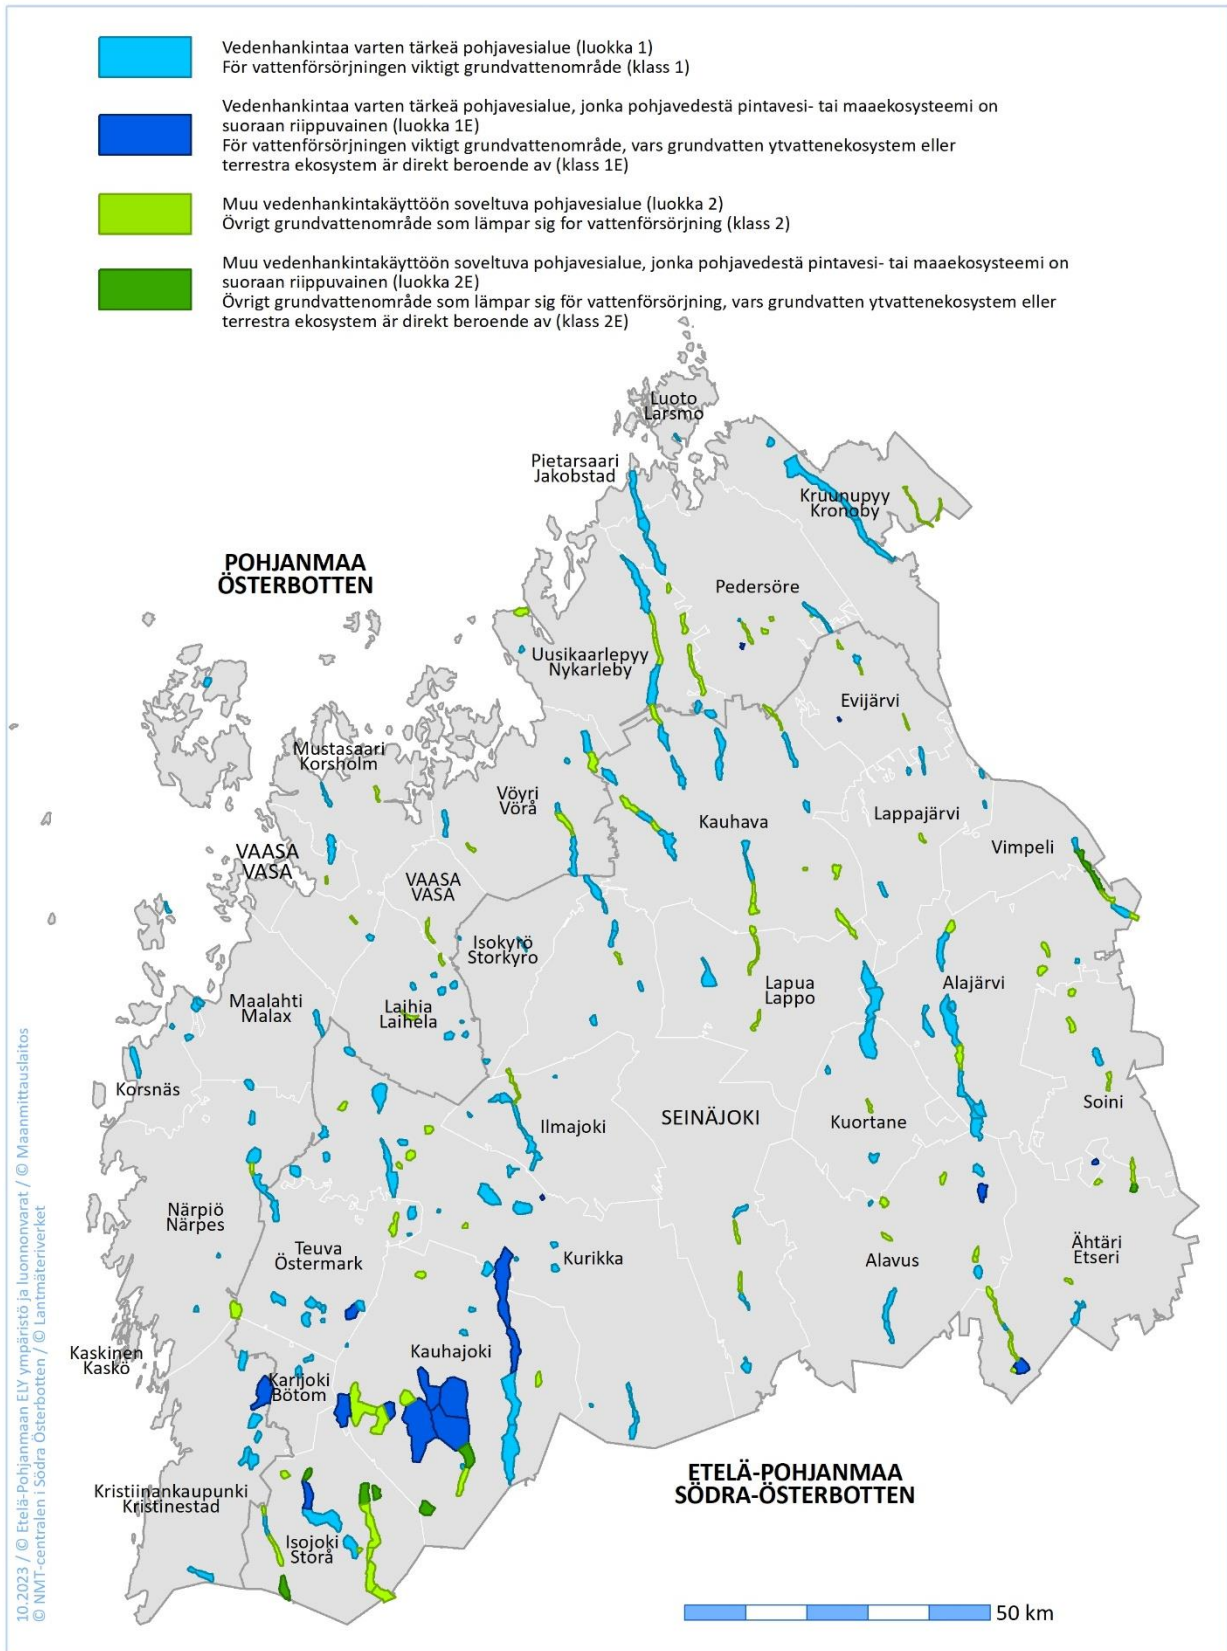 Vedenhankintaa varten tärkeä pohjavesialue (luokka 1)
För vattenförsörjningen viktigt grundvattenområde (klass 1)
Vedenhankintaa varten tärkeä pohjavesialue, jonka pohjavedestä pintavesi- tai maaekosysteemi on
suoraan riippuvainen (luokka 1E)
För vattenförsörjningen viktigt grundvattenområde, vars grundvatten ytvattenekosystem eller
terrestra ekosystem är direkt beroende av (klass 1E)
Muu vedenhankintakäyttöön soveltuva pohjavesialue (luokka 2)
Övrigt grundvattenområde som lämpar sig for vattenförsörjning (klass 2)
Muu vedenhankintakäyttöön soveltuva pohjavesialue, jonka pohjavedestä pintavesi- tai maaekosysteemi on
suoraan riippuvainen (luokka 2E)
Övrigt grundvattenområde som lämpar sig för vattenförsörjning, vars grundvatten ytvattenekosystem eller
terrestra ekosystem är direkt beroende av (klass 2E)
Luoto
Larsmo
Pietarsaari
Jakobstad
Kruunupyy
Kronoby
POHJANMAA
ÖSTERBOTTEN
Pedersöre
Uusikaarlepyy
Nykarleby
Evijärvi
Mustasaari
Korsholm
Vöyri
Vörå
Kauhava
Lappajärvi
Vimpeli
VAASA
VASA
VAASA
VASA
Isokyrö
Storkyro
Lapua
Lappo
Alajärvi
Maalahti
Malax
Laihia
Laihela
Korsnäs
Soini
Ilmajoki
SEINÄJOKI
Kuortane
Närpiö
Närpes
Teuva
Östermark
Kurikka
Alavus
Ähtäri
Etseri
Kaskinen
Kaskö
Kauhajoki
Karijoki
Bötom
ETELÄ-POHJANMAA
SÖDRA-ÖSTERBOTTEN
Kristiinankaupunki
Kristinestad
Isojoki
Storå
50 km
10.2023 / © Etelä-Pohjanmaan ELY ympäristö ja luonnonvarat / © Maanmittauslaitos
© NMT-centralen i Södra Österbotten / © Lantmäteriverket